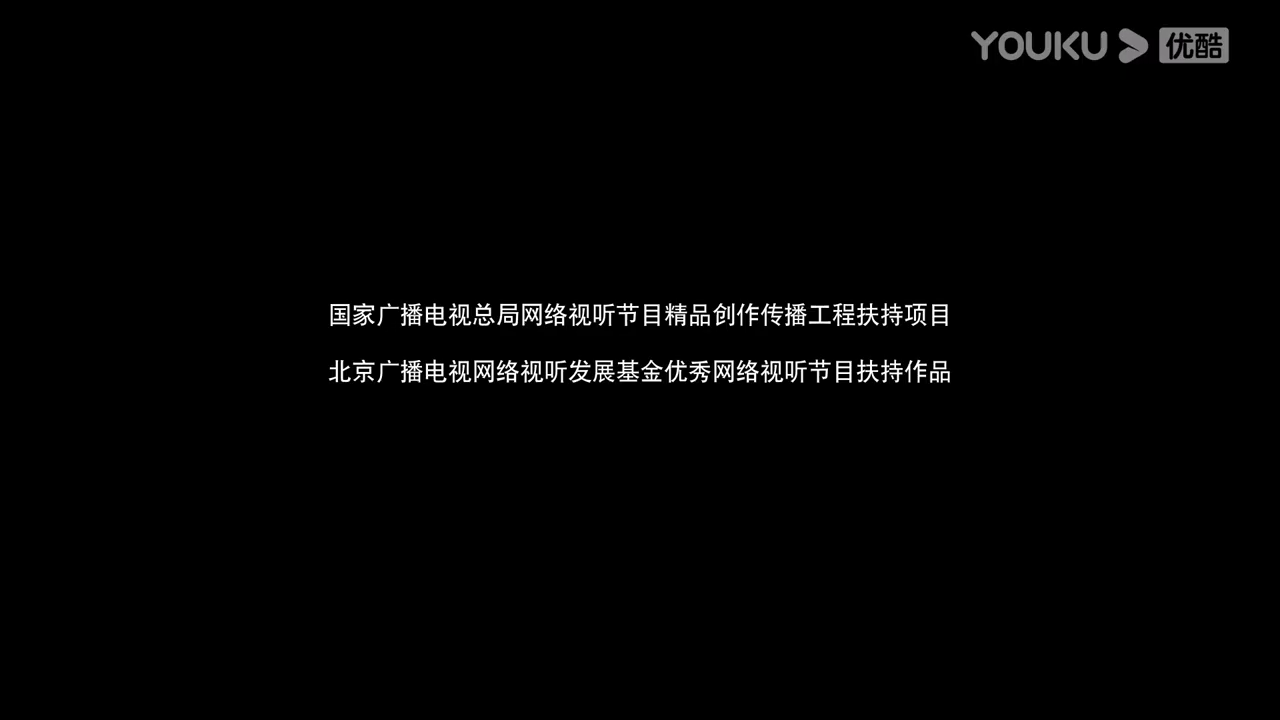 YOUKU 优酷
国家广播电视总局网络视听节目精品创作传播工程扶持项目
北京广播电视网络视听发展基金优秀网络视听节目扶持作品